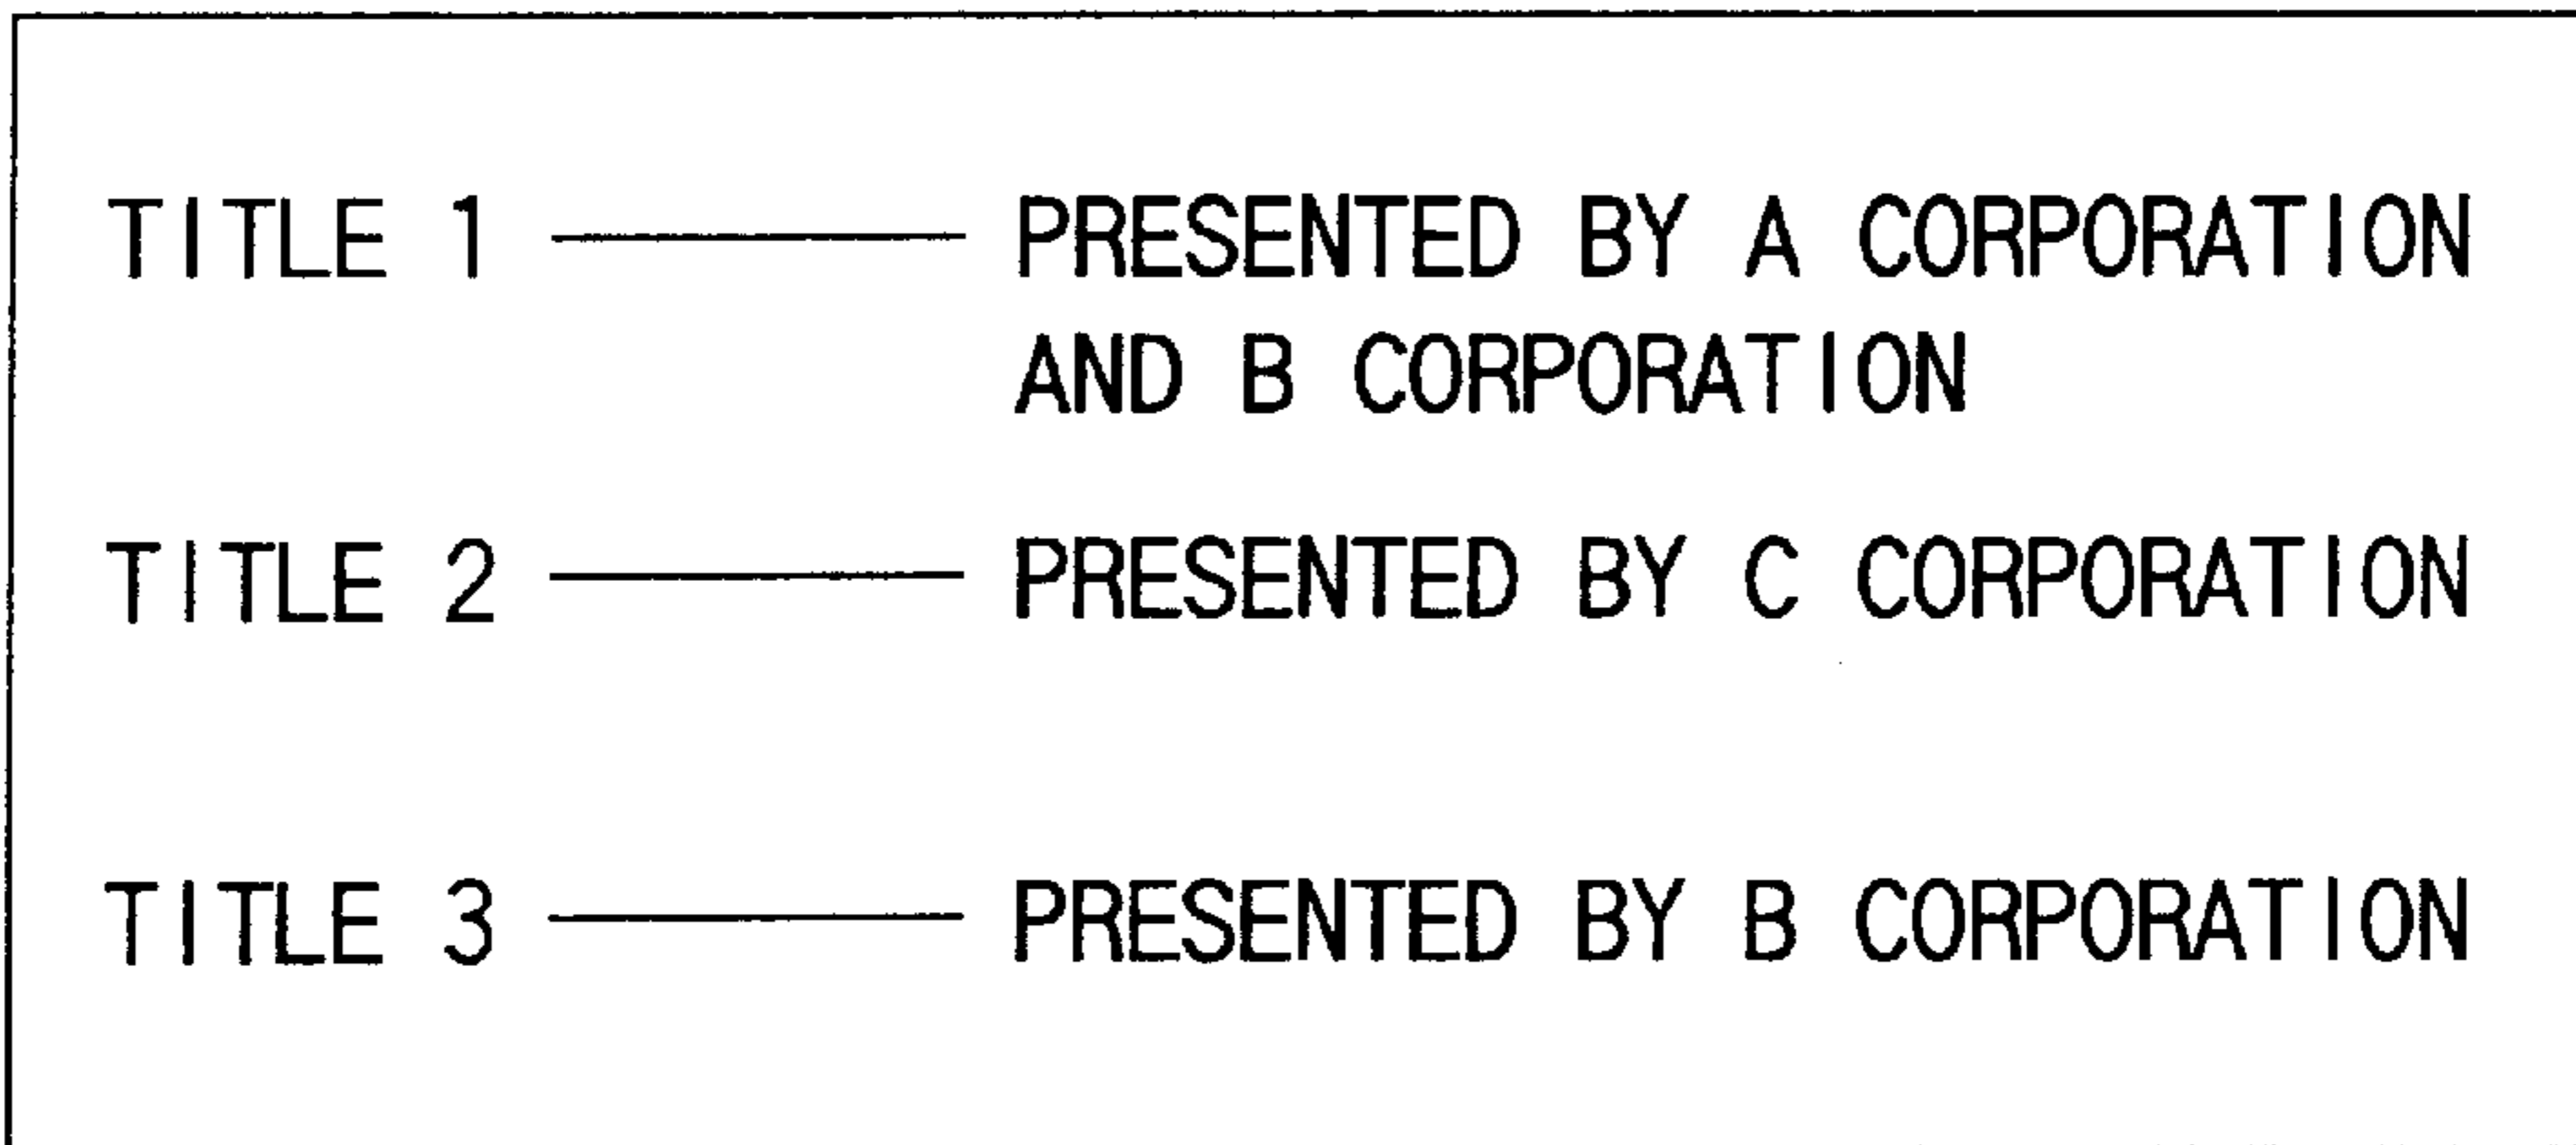 TITLE 1 ——— PRESENTED BY A CORPORATION
AND B CORPORATION
TITLE 2 ——— PRESENTED BY C CORPORATION
TITLE 3 ——— PRESENTED BY B CORPORATION